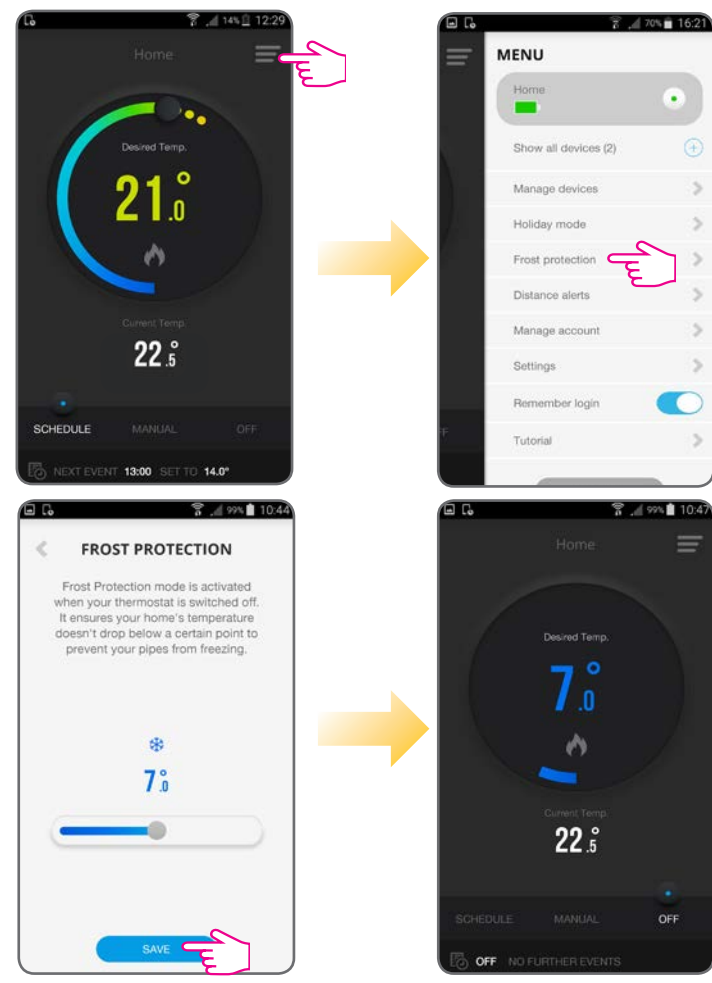 14% 12:29
Home
Desired Temp.
21.0°
Current Temp.
22.5°
SCHEDULE MANUAL OFF
NEXT EVENT 13:00 SET TO 14.0°
70% 16:21
MENU
Home
Show all devices (2)
Manage devices
Holiday mode
Frost protection
Distance alerts
Manage account
Settings
Remember login
Tutorial
99% 10:44
FROST PROTECTION
Frost Protection mode is activated
when your thermostat is switched off.
It ensures your home's temperature
doesn't drop below a certain point to
prevent your pipes from freezing.
7.0°
SAVE
99% 10:47
Home
Desired Temp.
7.0°
Current Temp.
22.5°
SCHEDULE MANUAL OFF
OFF NO FURTHER EVENTS